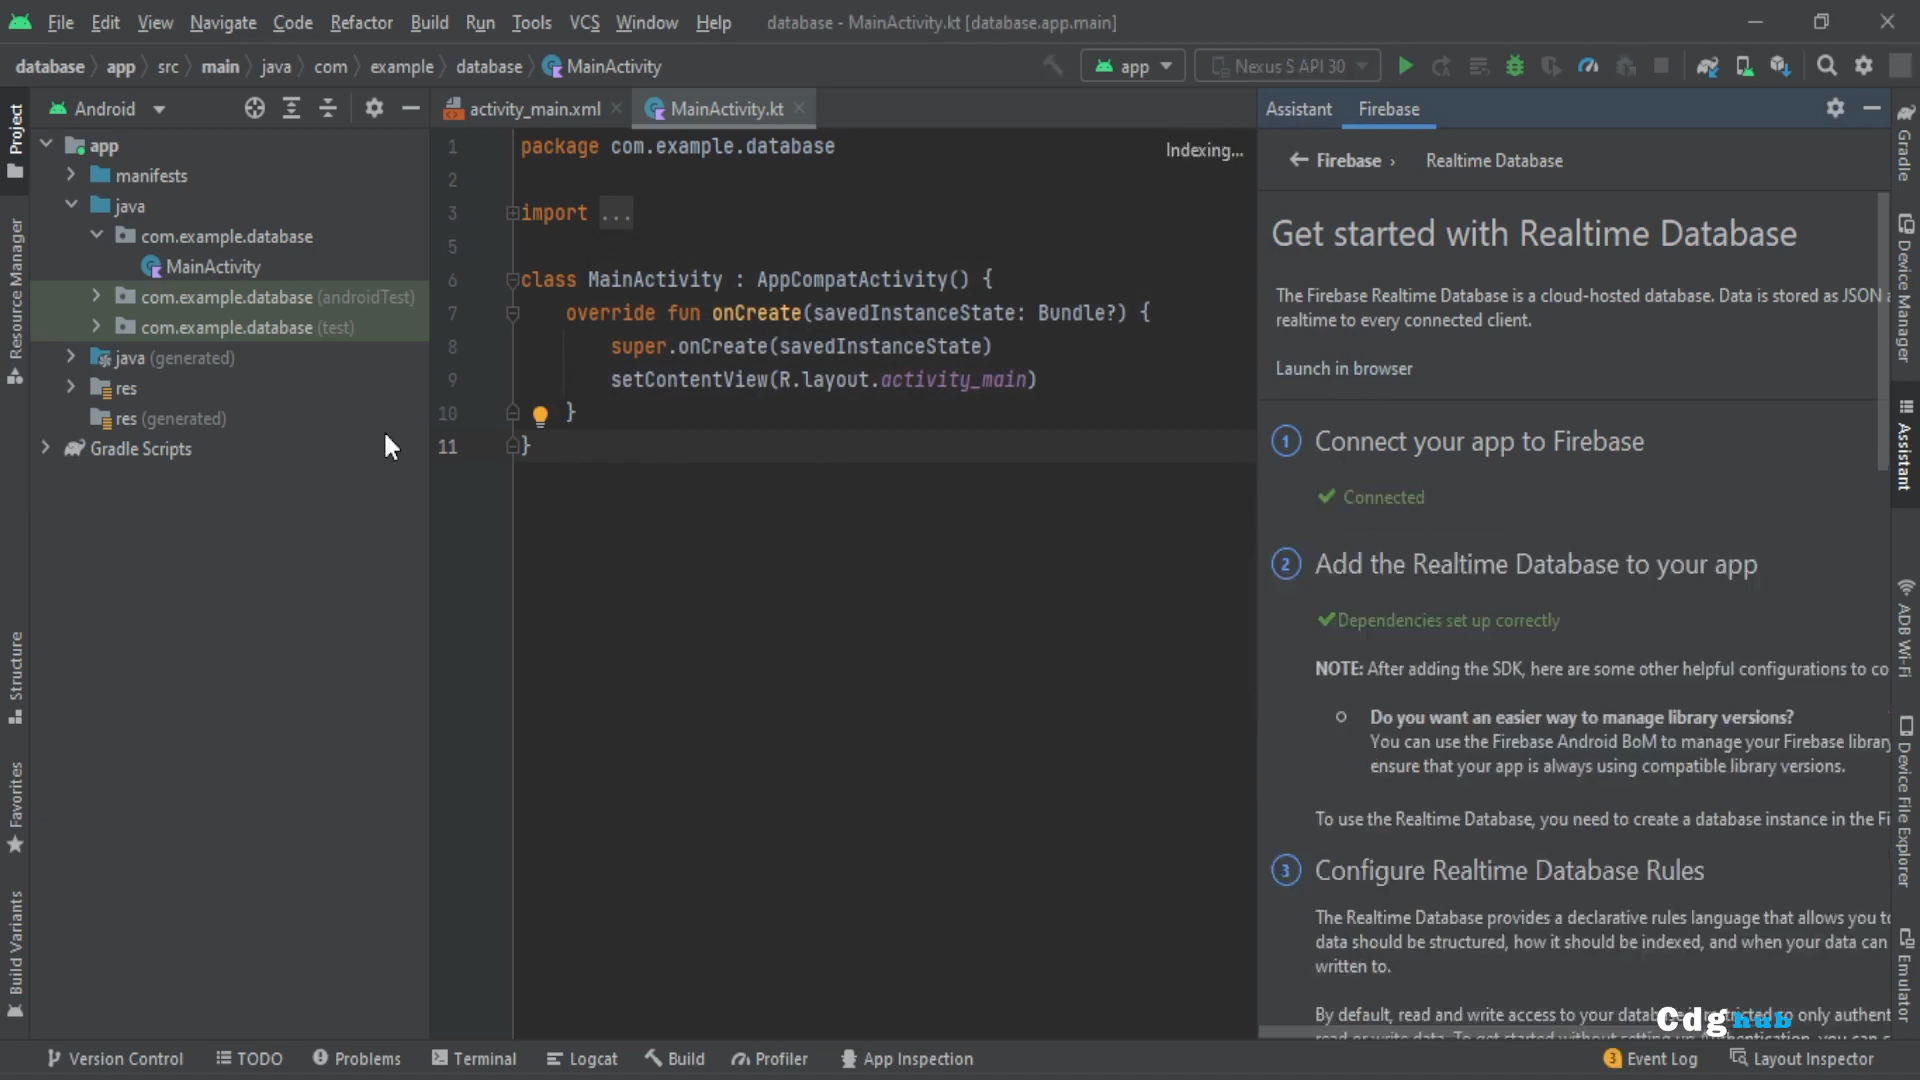 File Edit View Navigate Code Refactor Build Run Tools VCS Window Help database - MainActivity.kt [database.app.main]
database app src main java com example database MainActivity app Nexus S API 30
Project
Resource Manager
Structure
Favorites
Build Variants
Android
app
manifests
java
com.example.database
MainActivity
com.example.database (androidTest)
com.example.database (test)
java (generated)
res
res (generated)
Gradle Scripts
activity_main.xml MainActivity.kt
Indexing...
1 package com.example.database
2
3 import ...
5
6 class MainActivity : AppCompatActivity() {
7 override fun onCreate(savedInstanceState: Bundle?) {
8 super.onCreate(savedInstanceState)
9 setContentView(R.layout.activity_main)
10 }
11 }
Assistant Firebase
Firebase › Realtime Database
Get started with Realtime Database
The Firebase Realtime Database is a cloud-hosted database. Data is stored as JSON
realtime to every connected client.
Launch in browser
1 Connect your app to Firebase
Connected
2 Add the Realtime Database to your app
Dependencies set up correctly
NOTE: After adding the SDK, here are some other helpful configurations to co
Do you want an easier way to manage library versions?
You can use the Firebase Android BoM to manage your Firebase library
ensure that your app is always using compatible library versions.
To use the Realtime Database, you need to create a database instance in the Fi
3 Configure Realtime Database Rules
The Realtime Database provides a declarative rules language that allows you to
data should be structured, how it should be indexed, and when your data can
written to.
By default, read and write access to your only authent
Cdg hub
Gradle
Device Manager
Assistant
ADB Wi-Fi
Device File Explorer
Emulator
Version Control TODO Problems Terminal Logcat Build Profiler App Inspection 3 Event Log Layout Inspector